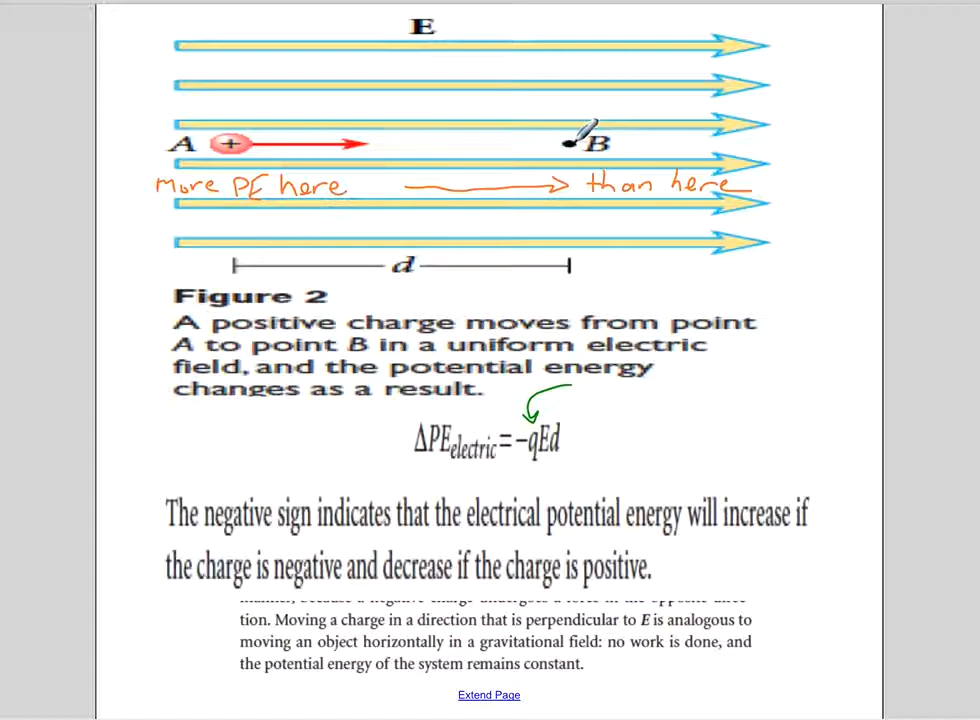 E
A + B
More PE here → than here
d
Figure 2
A positive charge moves from point
A to point B in a uniform electric
field, and the potential energy
changes as a result.
ΔPEelectric = −qEd
The negative sign indicates that the electrical potential energy will increase if
the charge is negative and decrease if the charge is positive.
tion. Moving a charge in a direction that is perpendicular to E is analogous to
moving an object horizontally in a gravitational field: no work is done, and
the potential energy of the system remains constant.
Extend Page